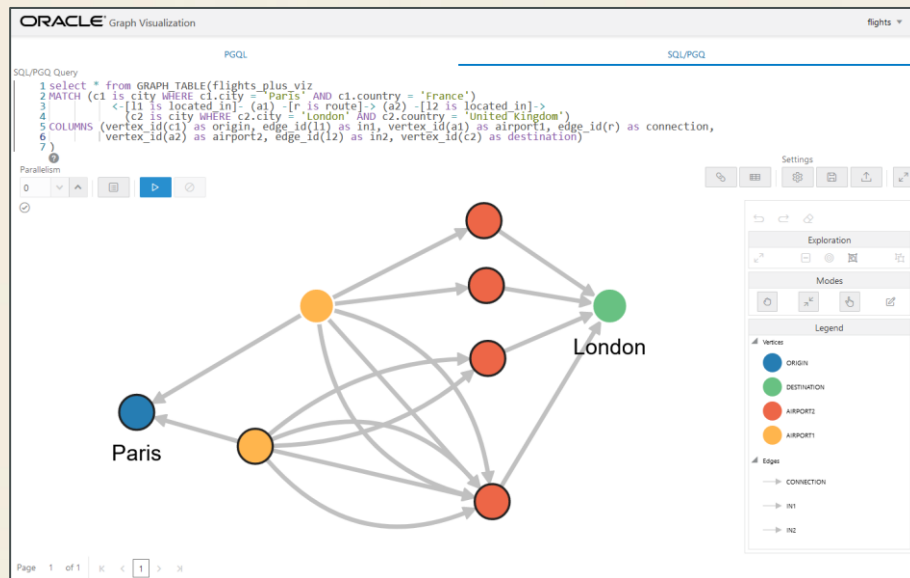 ORACLE® Graph Visualization
flights
PGQL
SQL/PGQ
SQL/PGQ Query
1 select * from GRAPH_TABLE(flights_plus_viz
2 MATCH (c1 is city WHERE c1.city = 'Paris' AND c1.country = 'France')
3 <-[l1 is located_in]- (a1) -[r is route]-> (a2) -[l2 is located_in]->
4 (c2 is city WHERE c2.city = 'London' AND c2.country = 'United Kingdom')
5 COLUMNS (vertex_id(c1) as origin, edge_id(l1) as in1, vertex_id(a1) as airport1, edge_id(r) as connection,
6 vertex_id(a2) as airport2, edge_id(l2) as in2, vertex_id(c2) as destination)
7 )
Parallelism
0
Settings
Exploration
Modes
Legend
Vertices
ORIGIN
DESTINATION
AIRPORT2
AIRPORT1
Edges
CONNECTION
IN1
IN2
London
Paris
Page 1 of 1
1